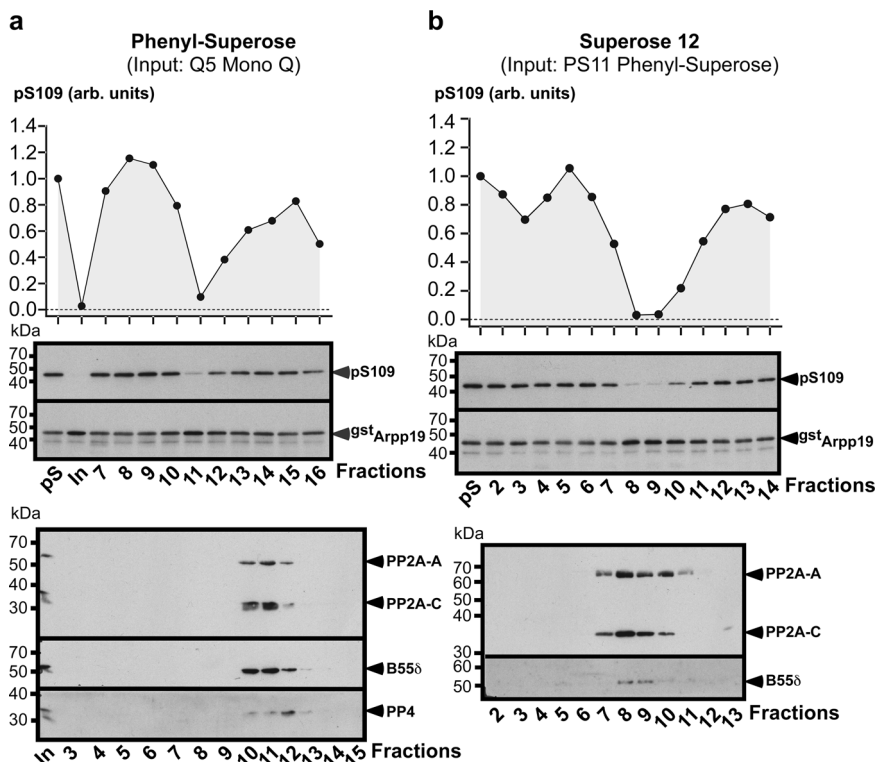 a
Phenyl-Superose
(Input: Q5 Mono Q)
pS109 (arb. units)
1.4
1.2
1.0
0.8
0.6
0.4
0.2
0.0
kDa
70
50
40
pS109
70
50
40
gstArpp19
pS In 7 8 9 10 11 12 13 14 15 16 Fractions
kDa
70
50
40
30
PP2A-A
PP2A-C
70
50
B55δ
40
30
PP4
In 3 4 5 6 7 8 9 10 11 12 13 14 15 Fractions
b
Superose 12
(Input: PS11 Phenyl-Superose)
pS109 (arb. units)
1.4
1.2
1.0
0.8
0.6
0.4
0.2
0.0
kDa
70
50
40
pS109
70
50
40
gstArpp19
pS 2 3 4 5 6 7 8 9 10 11 12 13 14 Fractions
kDa
70
60
50
40
30
PP2A-A
PP2A-C
60
50
B55δ
2 3 4 5 6 7 8 9 10 11 12 13 Fractions